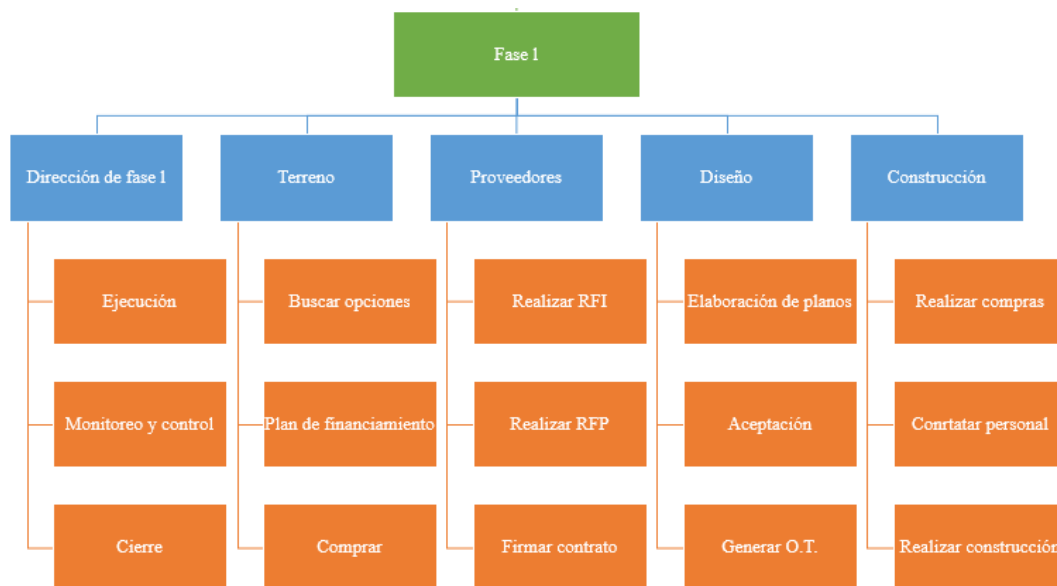 Fase 1
Dirección de fase 1
Terreno
Proveedores
Diseño
Construcción
Ejecución
Buscar opciones
Realizar RFI
Elaboración de planos
Realizar compras
Monitoreo y control
Plan de financiamiento
Realizar RFP
Aceptación
Conrtatar personal
Cierre
Comprar
Firmar contrato
Generar O.T.
Realizar construcción